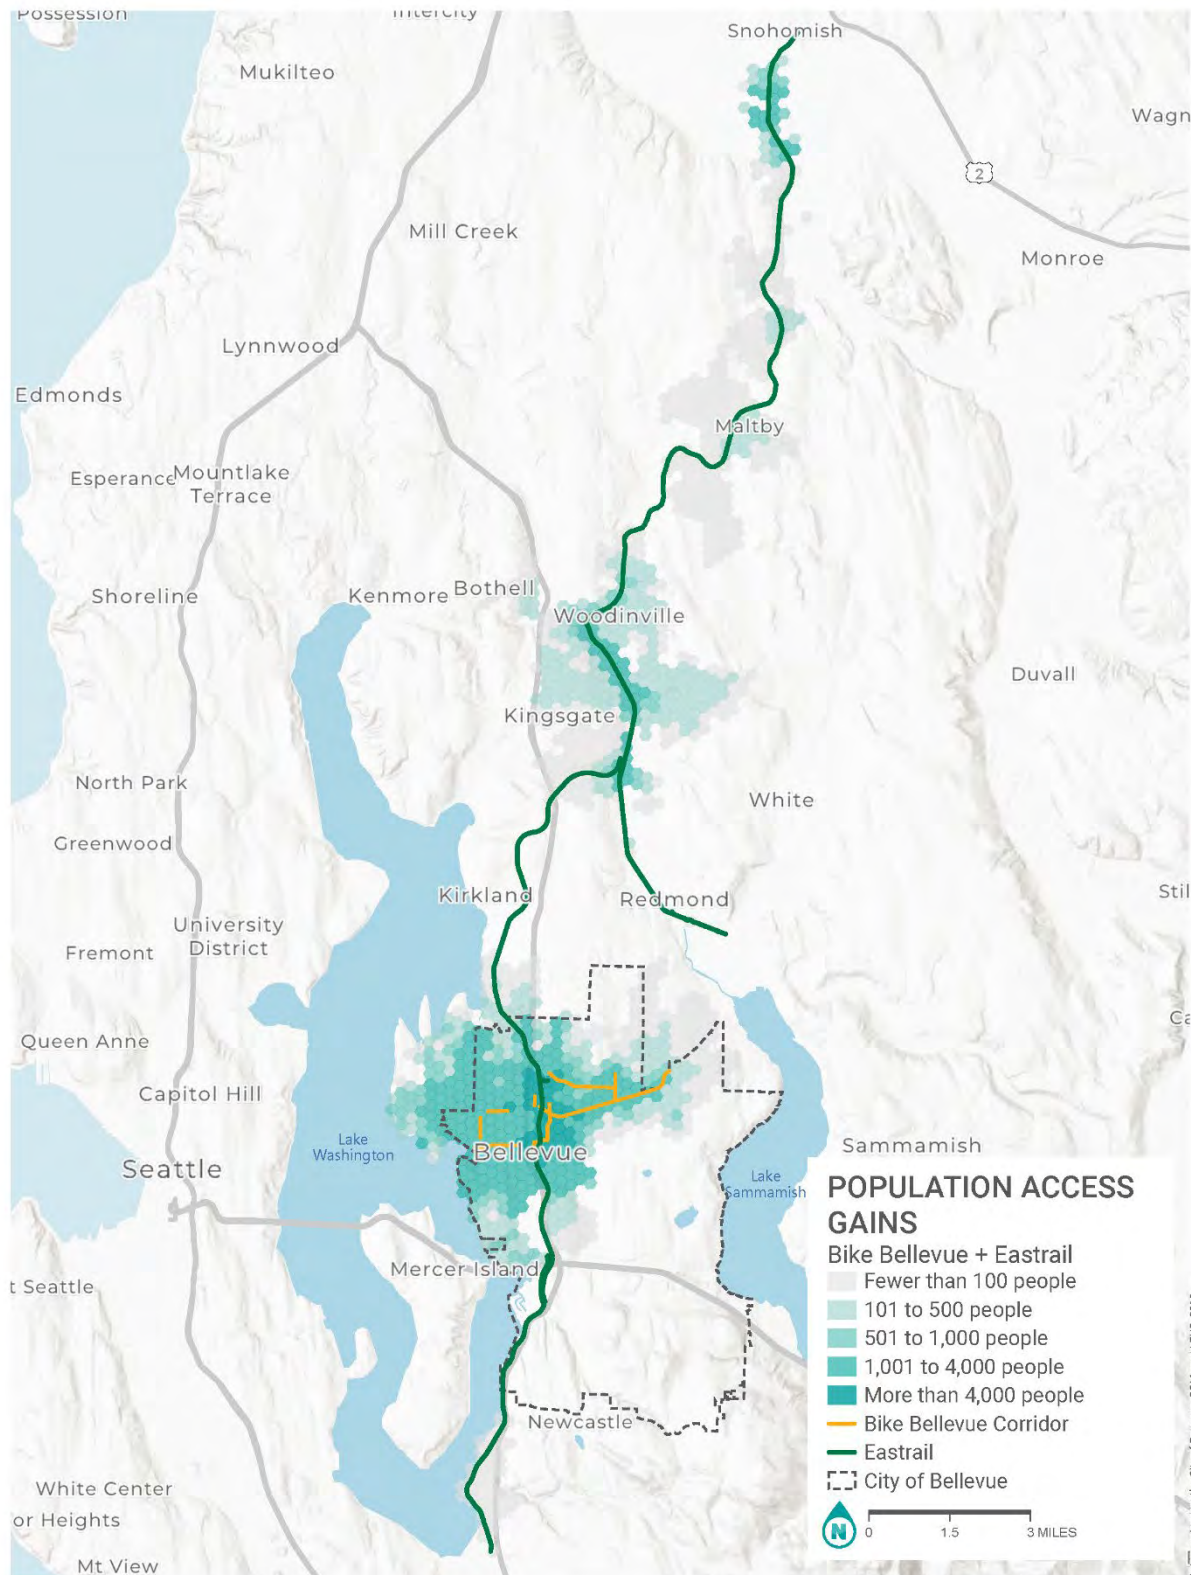 Possession
Intercity
Snohomish
Mukilteo
Wagn
2
Mill Creek
Monroe
Lynnwood
Edmonds
Maltby
Esperance
Mountlake
Terrace
Shoreline
Kenmore
Bothell
Woodinville
Duvall
Kingsgate
North Park
White
Greenwood
Kirkland
Redmond
Stil
University
District
Fremont
Queen Anne
Ca
Capitol Hill
Lake
Washington
Bellevue
Sammamish
Seattle
Lake
Sammamish
Mercer Island
t Seattle
Newcastle
White Center
or Heights
Mt View
POPULATION ACCESS
GAINS
Bike Bellevue + Eastrail
Fewer than 100 people
101 to 500 people
501 to 1,000 people
1,001 to 4,000 people
More than 4,000 people
Bike Bellevue Corridor
Eastrail
City of Bellevue
N
0 1.5 3 MILES